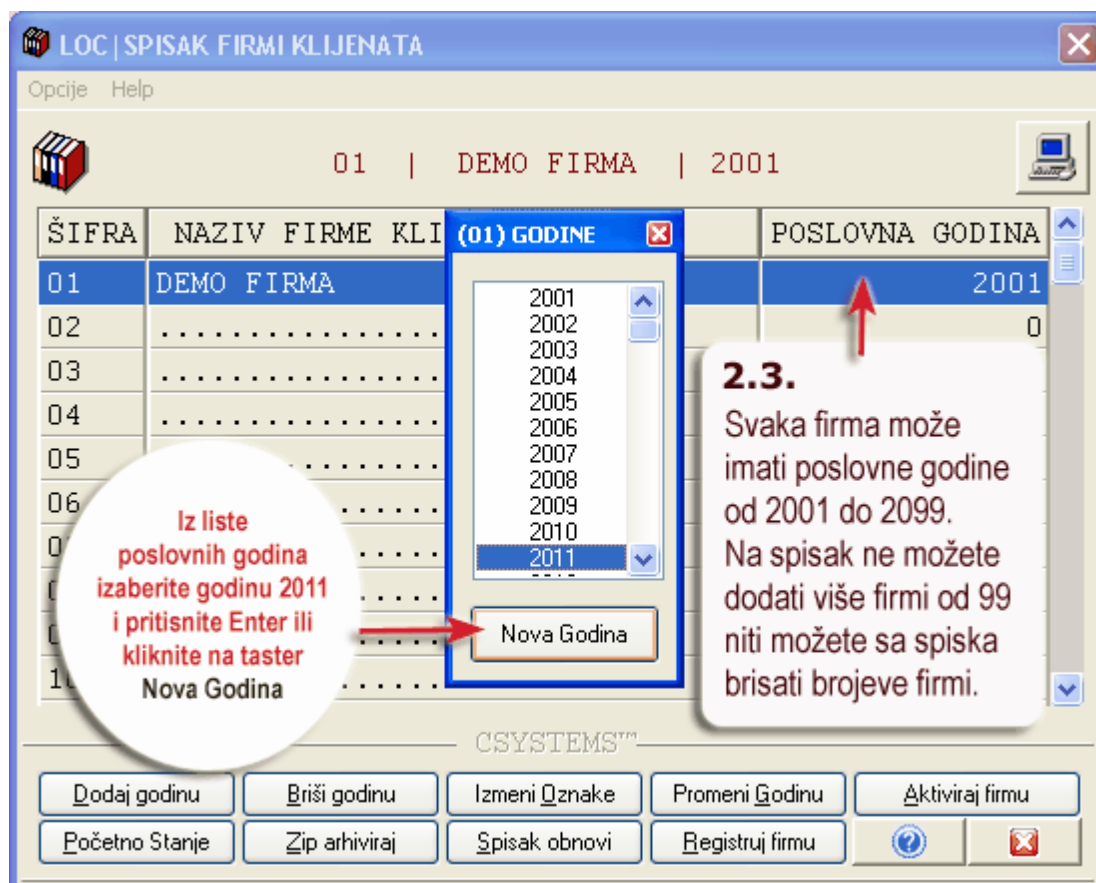 LOC | SPISAK FIRMI KLIJENATA
Opcije Help
01 | DEMO FIRMA | 2001
ŠIFRA NAZIV FIRME KLI POSLOVNA GODINA
01 DEMO FIRMA 2001
02 .................. 0
03 ..................
04 ..................
05
06
(01) GODINE
2001
2002
2003
2004
2005
2006
2007
2008
2009
2010
2011
Nova Godina
Iz liste
poslovnih godina
izaberite godinu 2011
i pritisnite Enter ili
kliknite na taster
Nova Godina
2.3.
Svaka firma može
imati poslovne godine
od 2001 do 2099.
Na spisak ne možete
dodati više firmi od 99
niti možete sa spiska
brisati brojeve firmi.
CSYSTEMS™
Dodaj godinu Briši godinu Izmeni Oznake Promeni Godinu Aktiviraj firmu
Početno Stanje Zip arhiviraj Spisak obnovi Registruj firmu